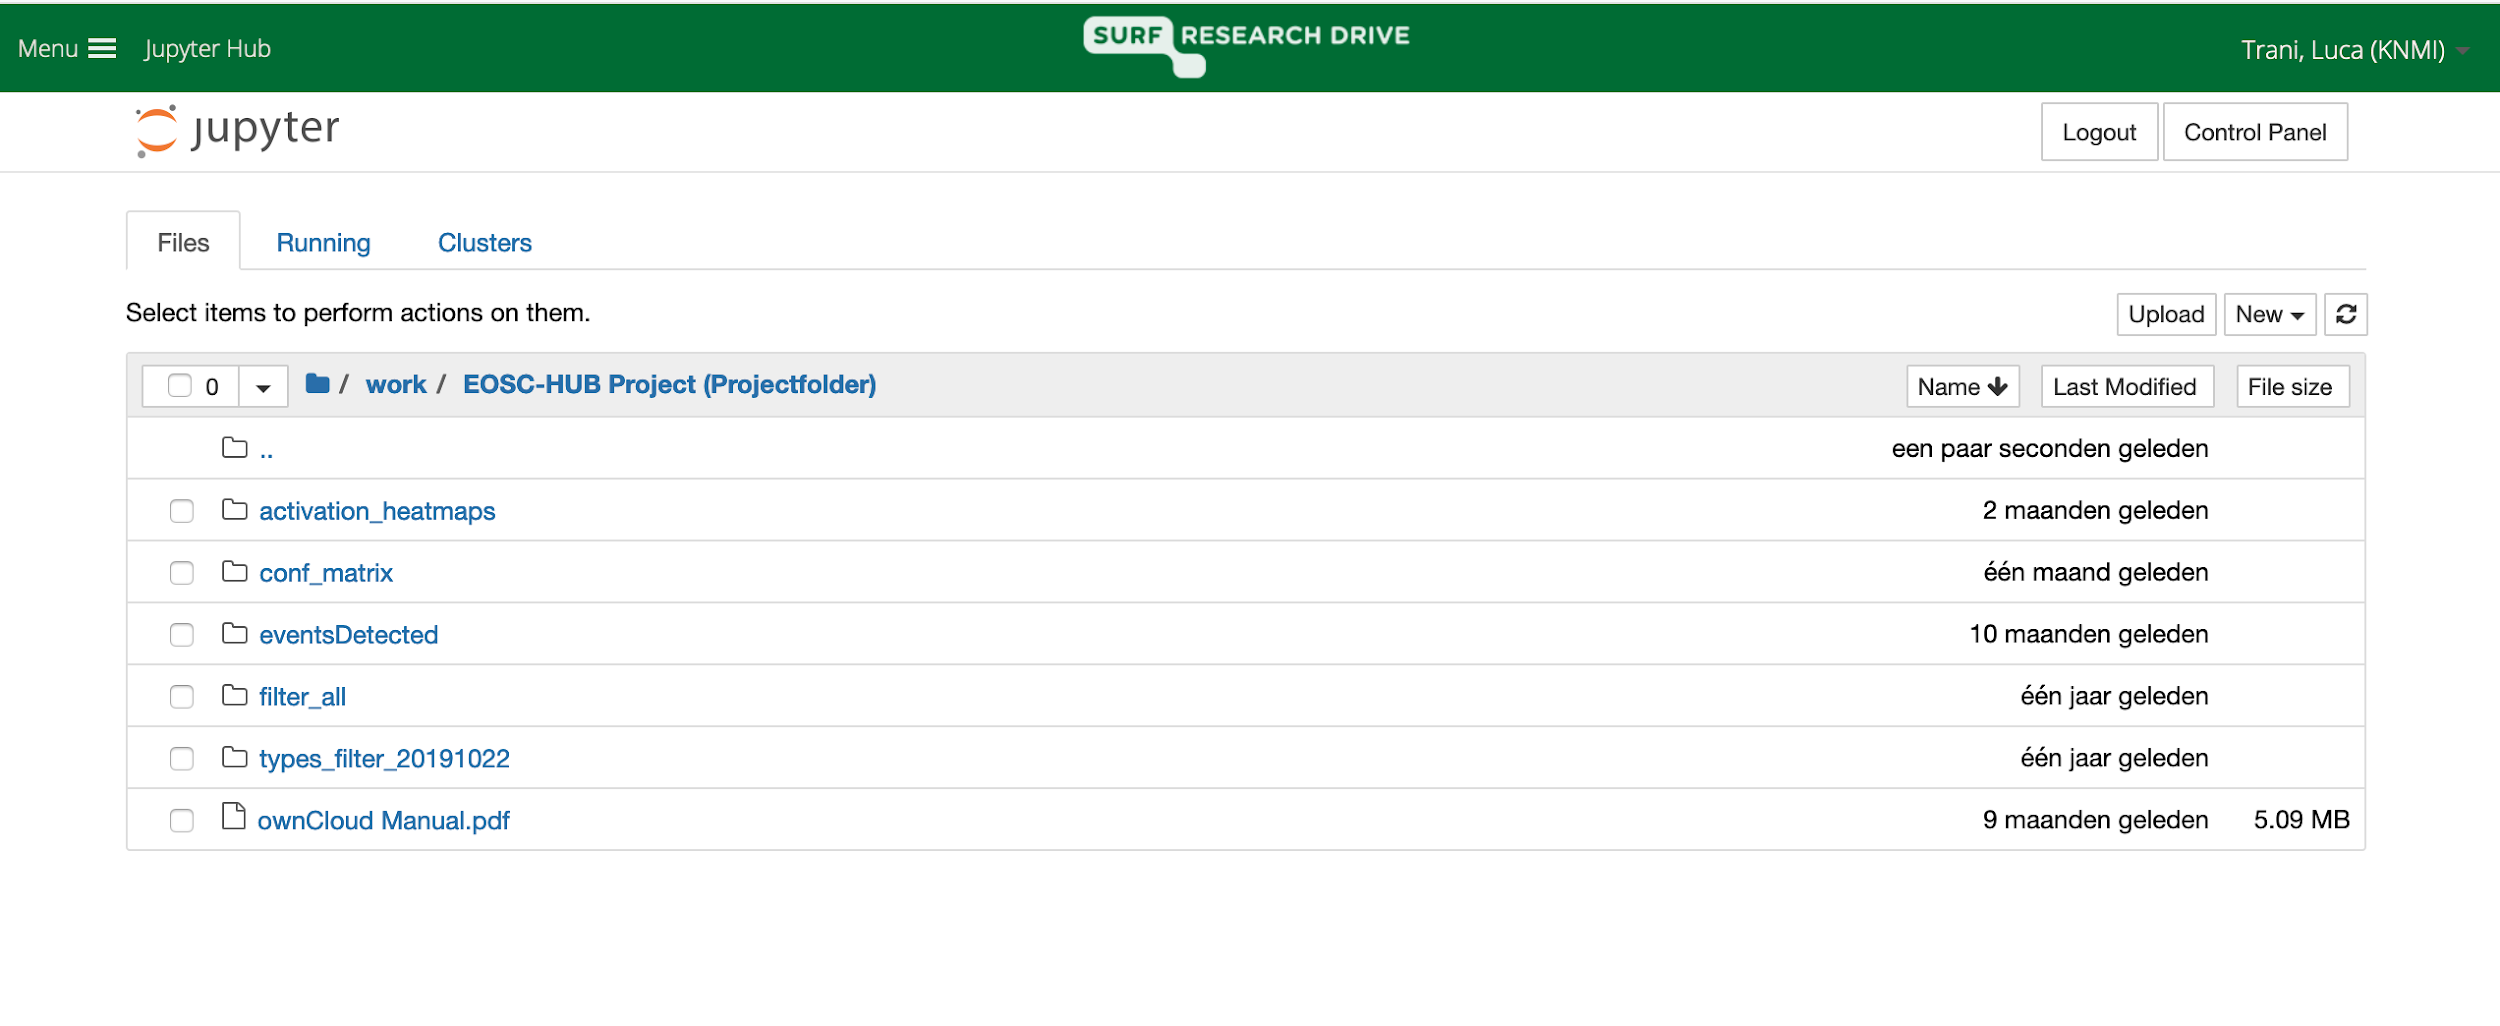 Menu Jupyter Hub SURF RESEARCH DRIVE Trani, Luca (KNMI)
jupyter Logout Control Panel
Files Running Clusters
Select items to perform actions on them. Upload New
0 / work / EOSC-HUB Project (Projectfolder) Name Last Modified File size
.. een paar seconden geleden
activation_heatmaps 2 maanden geleden
conf_matrix één maand geleden
eventsDetected 10 maanden geleden
filter_all één jaar geleden
types_filter_20191022 één jaar geleden
ownCloud Manual.pdf 9 maanden geleden 5.09 MB